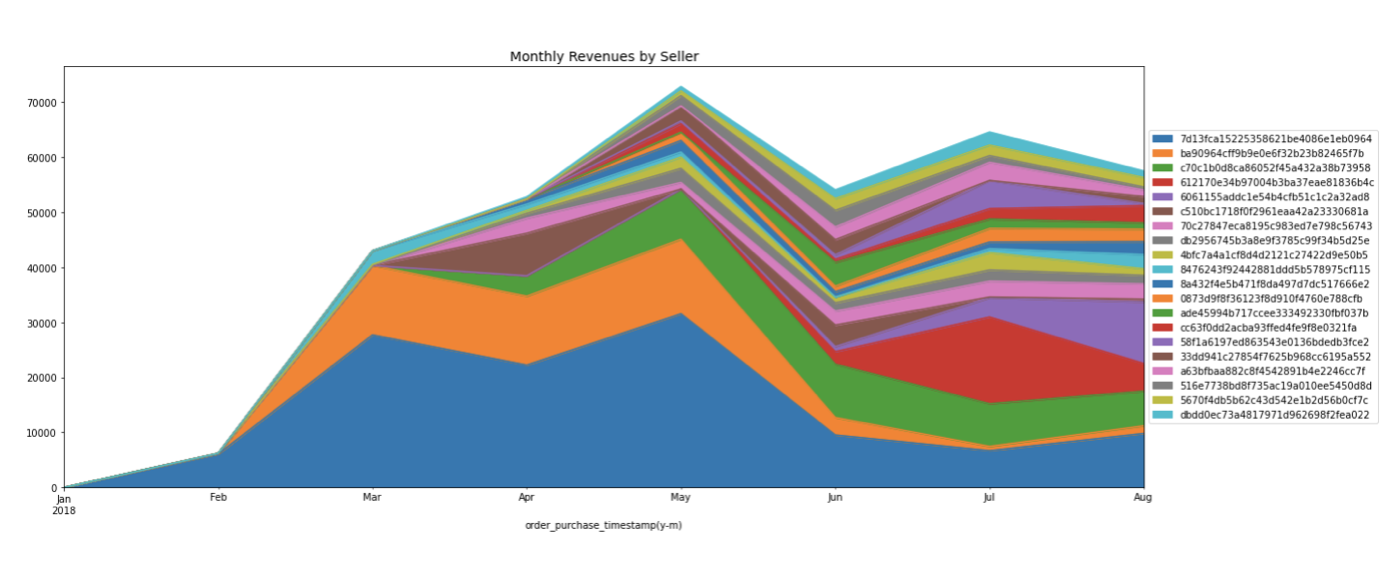 Monthly Revenues by Seller
70000
60000
50000
40000
30000
20000
10000
0
Jan
2018
Feb
Mar
Apr
May
Jun
Jul
Aug
order_purchase_timestamp(y-m)
7d13fca15225358621be4086e1eb0964
ba90964cff9b9e0e6f32b23b82465f7b
c70c1b0d8ca86052f45a432a38b73958
612170e34b97004b3ba37eae81836b4c
6061155addc1e54b4cfb51c1c2a32ad8
c510bc1718f0f2961eaa42a23330681a
70c27847eca8195c983ed7e798c56743
db2956745b3a8e9f3785c99f34b5d25e
4bfc7a4a1cf8d4d2121c27422d9e50b5
8476243f92442881ddd5b578975cf115
8a432f4e5b471f8da497d7dc517666e2
0873d9f8f36123f8d910f4760e788cfb
ade45994b717ccee333492330fbf037b
cc63f0dd2acba93ffed4fe9f8e0321fa
58f1a6197ed863543e0136bdedb3fce2
33dd941c27854f7625b968cc6195a552
a63bfbaa882c8f4542891b4e2246cc7f
516e7738bd8f735ac19a010ee5450d8d
5670f4db5b62c43d542e1b2d56b0cf7c
dbdd0ec73a4817971d962698f2fea022